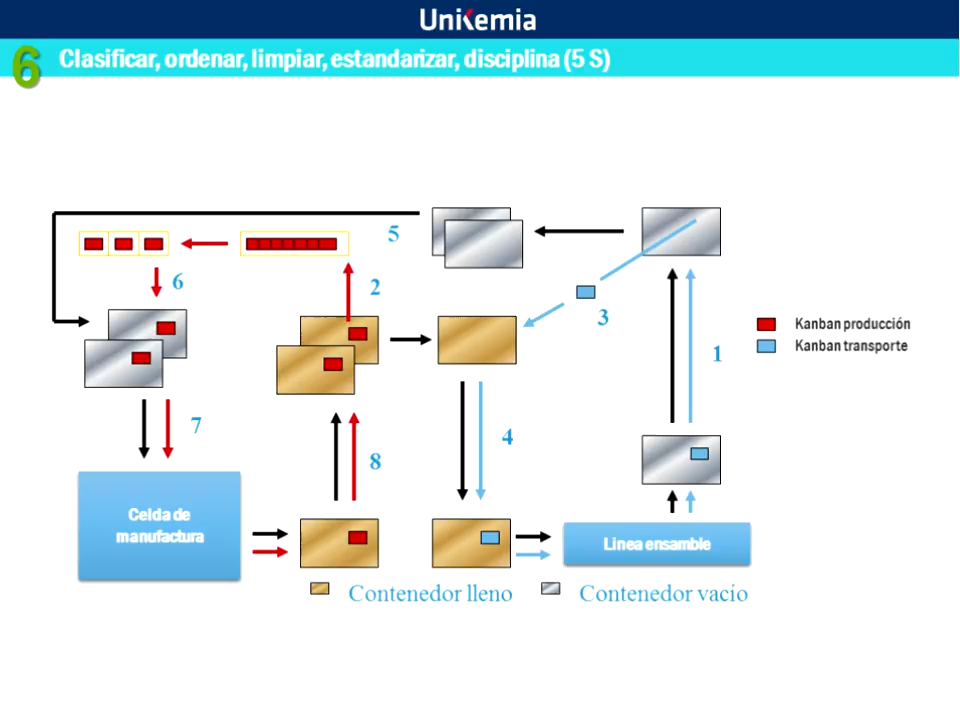 Unikemia
6 Clasificar, ordenar, limpiar, estandarizar, disciplina (5 S)
5
6
2
3
1
Kanban producción
Kanban transporte
7
8
4
Celda de
manufactura
Linea ensamble
Contenedor lleno
Contenedor vacio